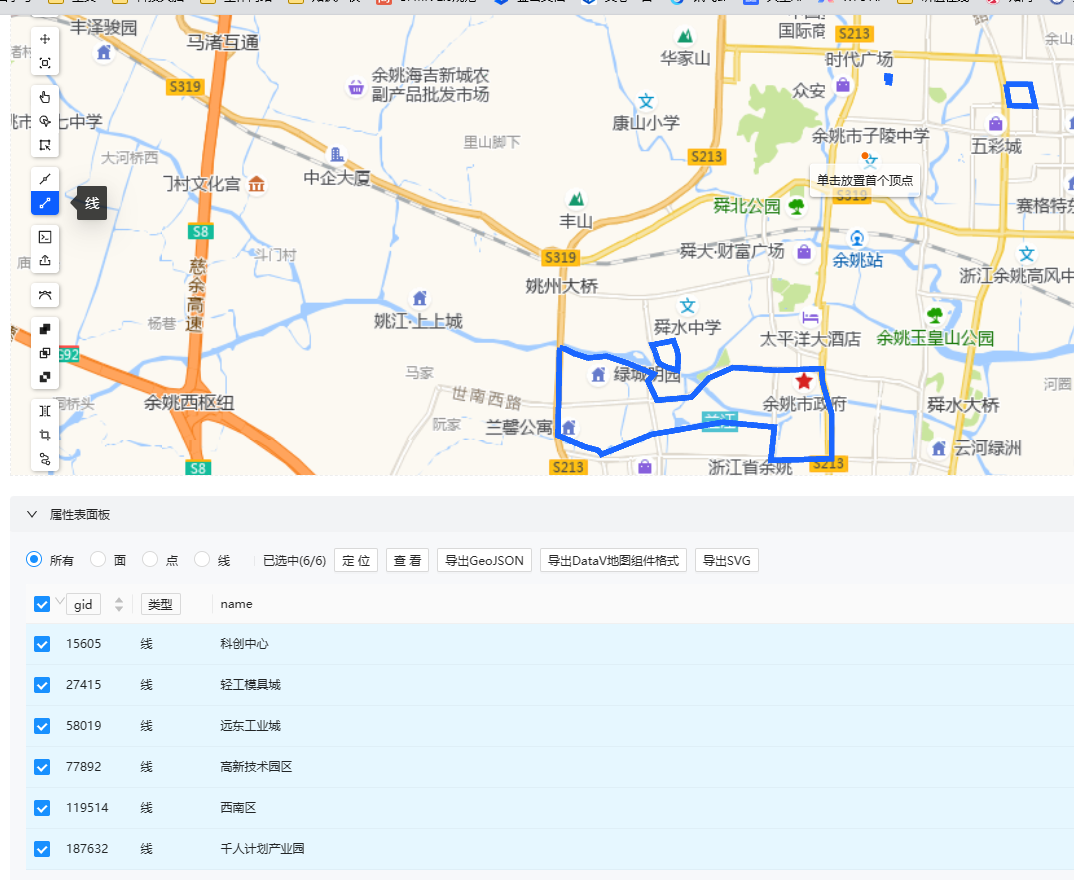 丰泽骏园
马渚互通
国际商
S213
时代广场
华家山
余姚海吉新城农
副产品批发市场
S319
众安
康山小学
余姚市子陵中学
七中学
里山脚下
五彩城
大河桥西
S213
中企大厦
单击放置首个顶点
门村文化宫
S319
线
舜北公园
丰山
S8
舜大·财富广场
余姚站
斗门村
S319
浙江余姚高风中
慈余高速
姚州大桥
姚江·上上城
舜水中学
杨巷
太平洋大酒店
余姚玉皇山公园
马家
绿城明园
河圈
世南西路
余姚西枢纽
余姚市政府
舜水大桥
兰江
阮家
兰馨公寓
云河绿洲
S8
S213
浙江省余姚
S213
属性表面板
所有 面 点 线 已选中(6/6) 定 位 查 看 导出GeoJSON 导出DataV地图组件格式 导出SVG
gid 类型 name
15605 线 科创中心
27415 线 轻工模具城
58019 线 远东工业城
77892 线 高新技术园区
119514 线 西南区
187632 线 千人计划产业园